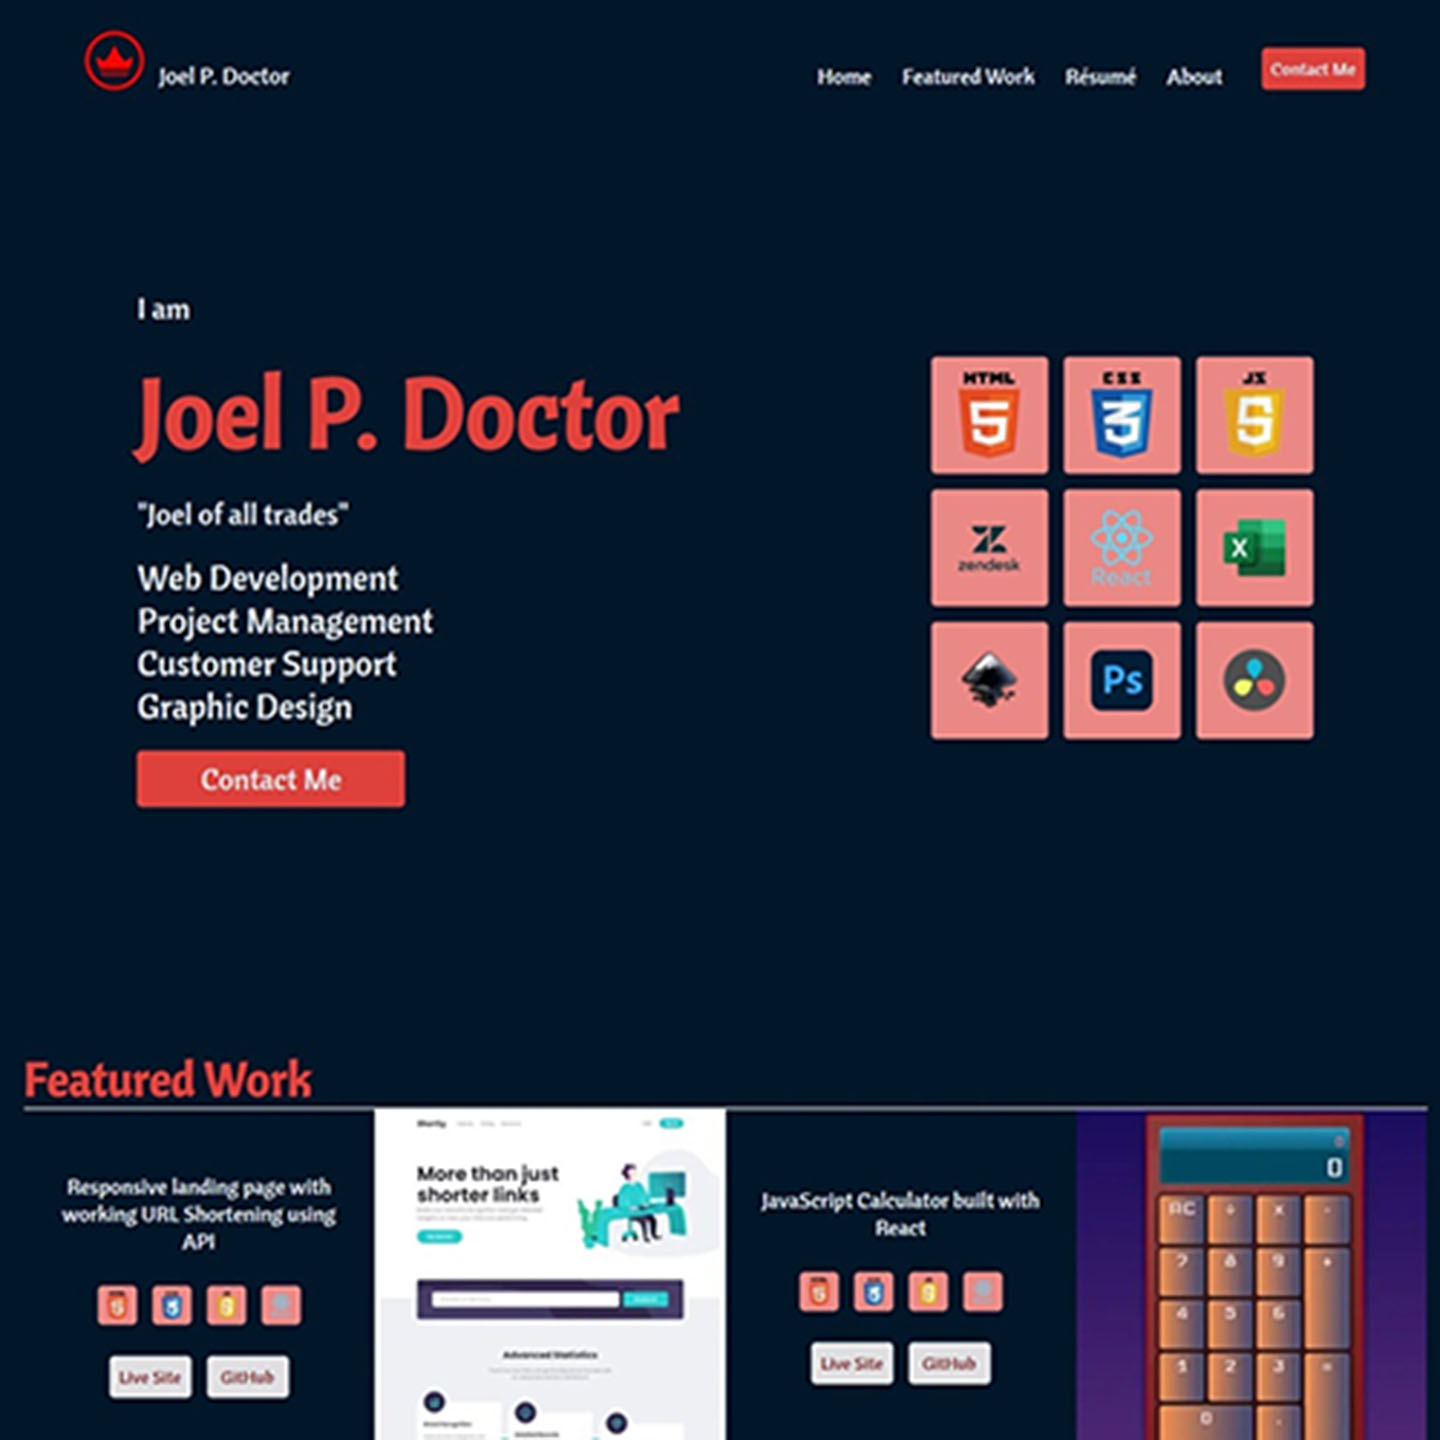 Joel P. Doctor
Home
Featured Work
Résumé
About
Contact Me
I am
Joel P. Doctor
"Joel of all trades"
Web Development
Project Management
Customer Support
Graphic Design
Contact Me
HTML
5
CSS
3
JS
5
zendesk
React
X
Ps
Featured Work
Responsive landing page with
working URL Shortening using
API
Live Site
GitHub
Shortly
More than just
shorter links
Advanced Statistics
JavaScript Calculator built with
React
Live Site
GitHub
0
0
AC ÷ x -
7 8 9 +
4 5 6
1 2 3 =
0 .